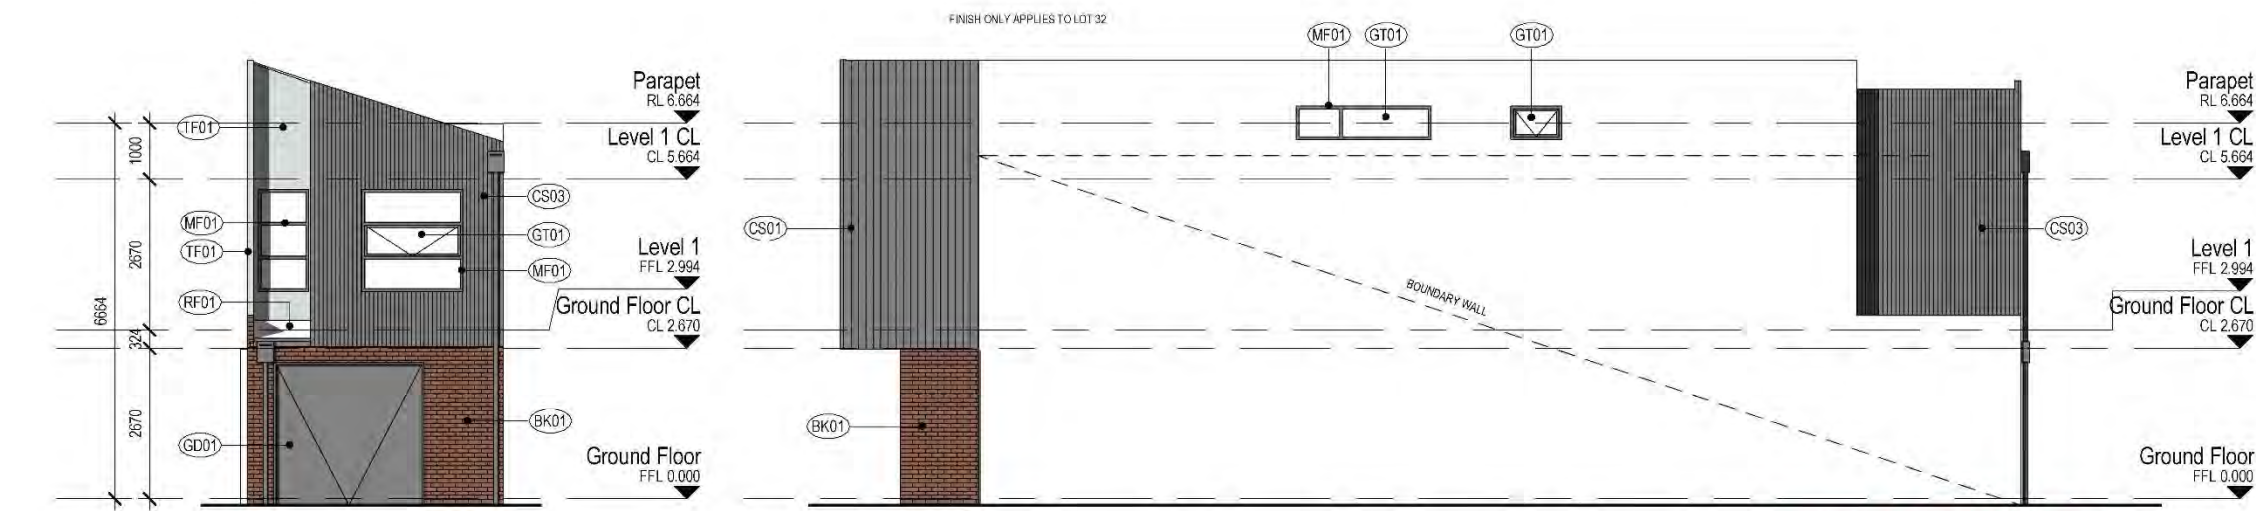 FINISH ONLY APPLIES TO LOT 32
TF01
MF01
TF01
RF01
GD01
CS03
GT01
MF01
BK01
1000
2670
324
2670
6664
Parapet
RL 6.664
Level 1 CL
CL 5.664
Level 1
FFL 2.994
Ground Floor CL
CL 2.670
Ground Floor
FFL 0.000
MF01
GT01
GT01
CS01
BK01
BOUNDARY WALL
CS03
Parapet
RL 6.664
Level 1 CL
CL 5.664
Level 1
FFL 2.994
Ground Floor CL
CL 2.670
Ground Floor
FFL 0.000